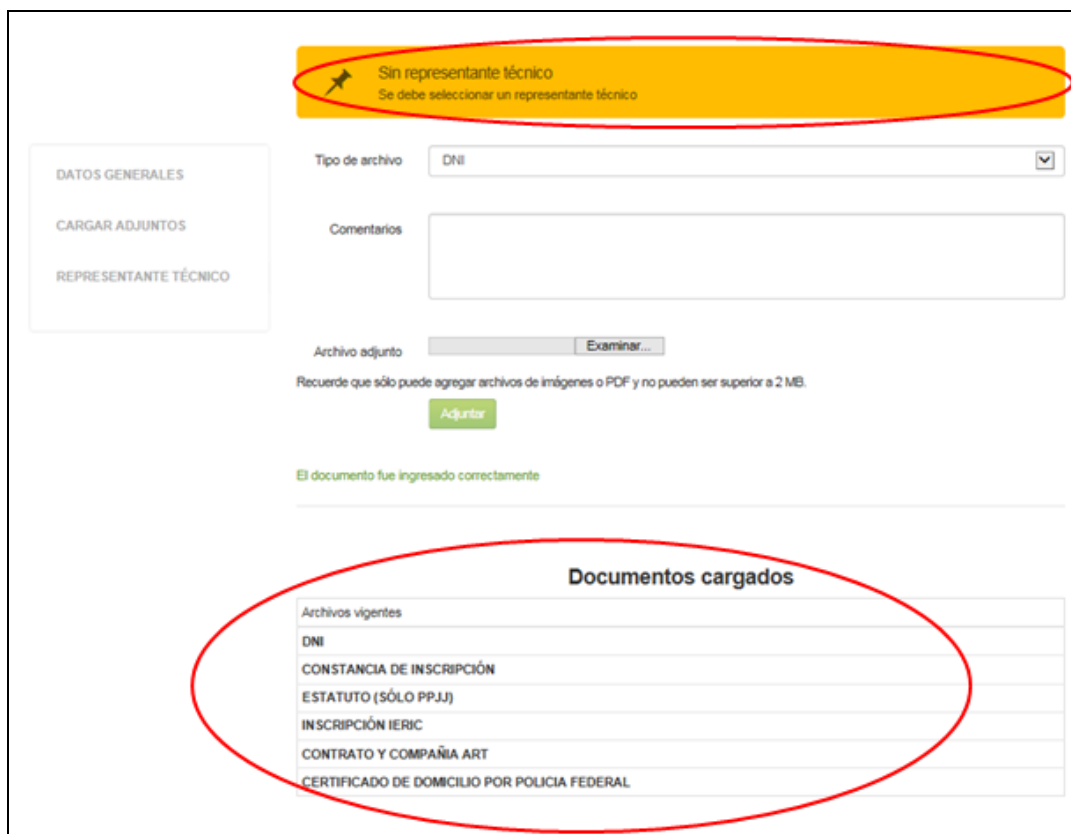 Sin representante técnico
Se debe seleccionar un representante técnico
DATOS GENERALES
CARGAR ADJUNTOS
REPRESENTANTE TÉCNICO
Tipo de archivo
DNI
Comentarios
Archivo adjunto
Examinar...
Recuerde que sólo puede agregar archivos de imágenes o PDF y no pueden ser superior a 2 MB.
Adjuntar
El documento fue ingresado correctamente
Documentos cargados
Archivos vigentes
DNI
CONSTANCIA DE INSCRIPCIÓN
ESTATUTO (SÓLO PPJJ)
INSCRIPCIÓN IERIC
CONTRATO Y COMPAÑIA ART
CERTIFICADO DE DOMICILIO POR POLICIA FEDERAL